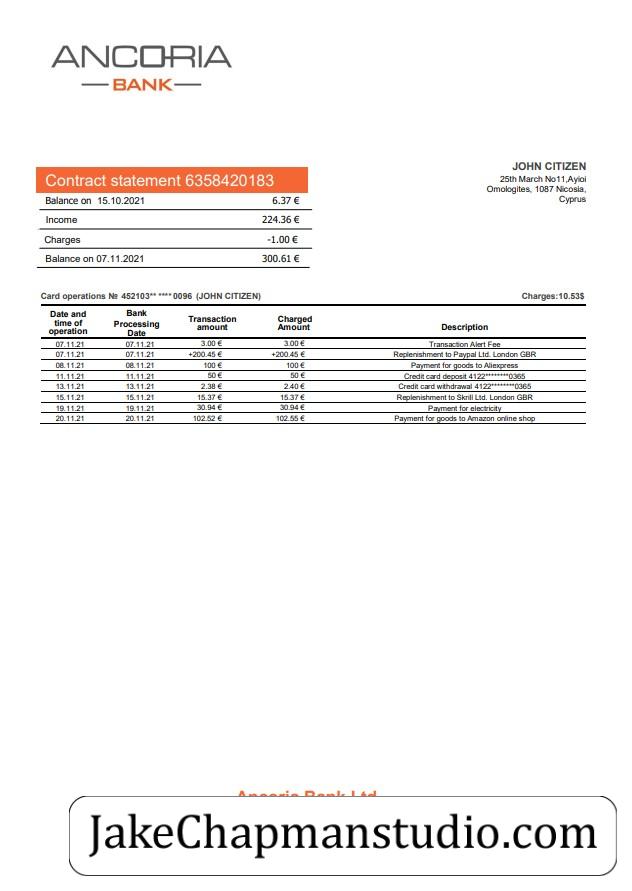 ANCORIA
BANK
JOHN CITIZEN
25th March No11,Ayioi
Omologites, 1087 Nicosia,
Cyprus
Contract statement 6358420183
Balance on 15.10.2021 6.37 €
Income 224.36 €
Charges -1.00 €
Balance on 07.11.2021 300.61 €
Card operations № 452103** ****0096 (JOHN CITIZEN) Charges:10.53$
Date and time of operation Bank Processing Date Transaction amount Charged Amount Description
07.11.21 07.11.21 3.00 € 3.00 € Transaction Alert Fee
07.11.21 07.11.21 +200.45 € +200.45 € Replenishment to Paypal Ltd. London GBR
08.11.21 08.11.21 100 € 100 € Payment for goods to Aliexpress
11.11.21 11.11.21 50 € 50 € Credit card deposit 4122********0365
13.11.21 13.11.21 2.38 € 2.40 € Credit card withdrawal 4122********0365
15.11.21 15.11.21 15.37 € 15.37 € Replenishment to Skrill Ltd. London GBR
19.11.21 19.11.21 30.94 € 30.94 € Payment for electricity
20.11.21 20.11.21 102.52 € 102.55 € Payment for goods to Amazon online shop
Ancoria Bank Ltd
JakeChapmanstudio.com